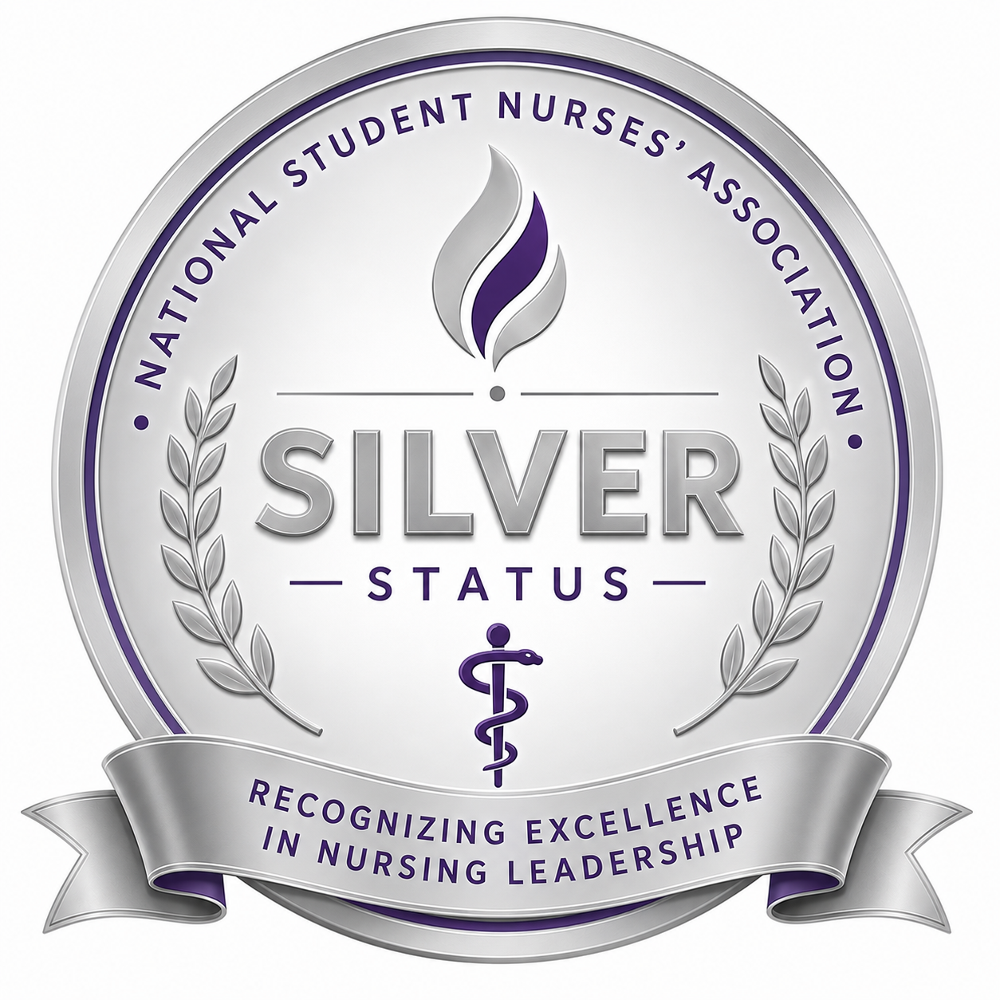 • NATIONAL STUDENT NURSES’ ASSOCIATION •
SILVER
STATUS
RECOGNIZING EXCELLENCE
IN NURSING LEADERSHIP